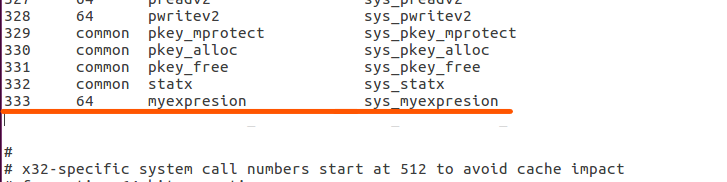 327 64 preadv2 sys_preadv2
328 64 pwritev2 sys_pwritev2
329 common pkey_mprotect sys_pkey_mprotect
330 common pkey_alloc sys_pkey_alloc
331 common pkey_free sys_pkey_free
332 common statx sys_statx
333 64 myexpresion sys_myexpresion
#
# x32-specific system call numbers start at 512 to avoid cache impact